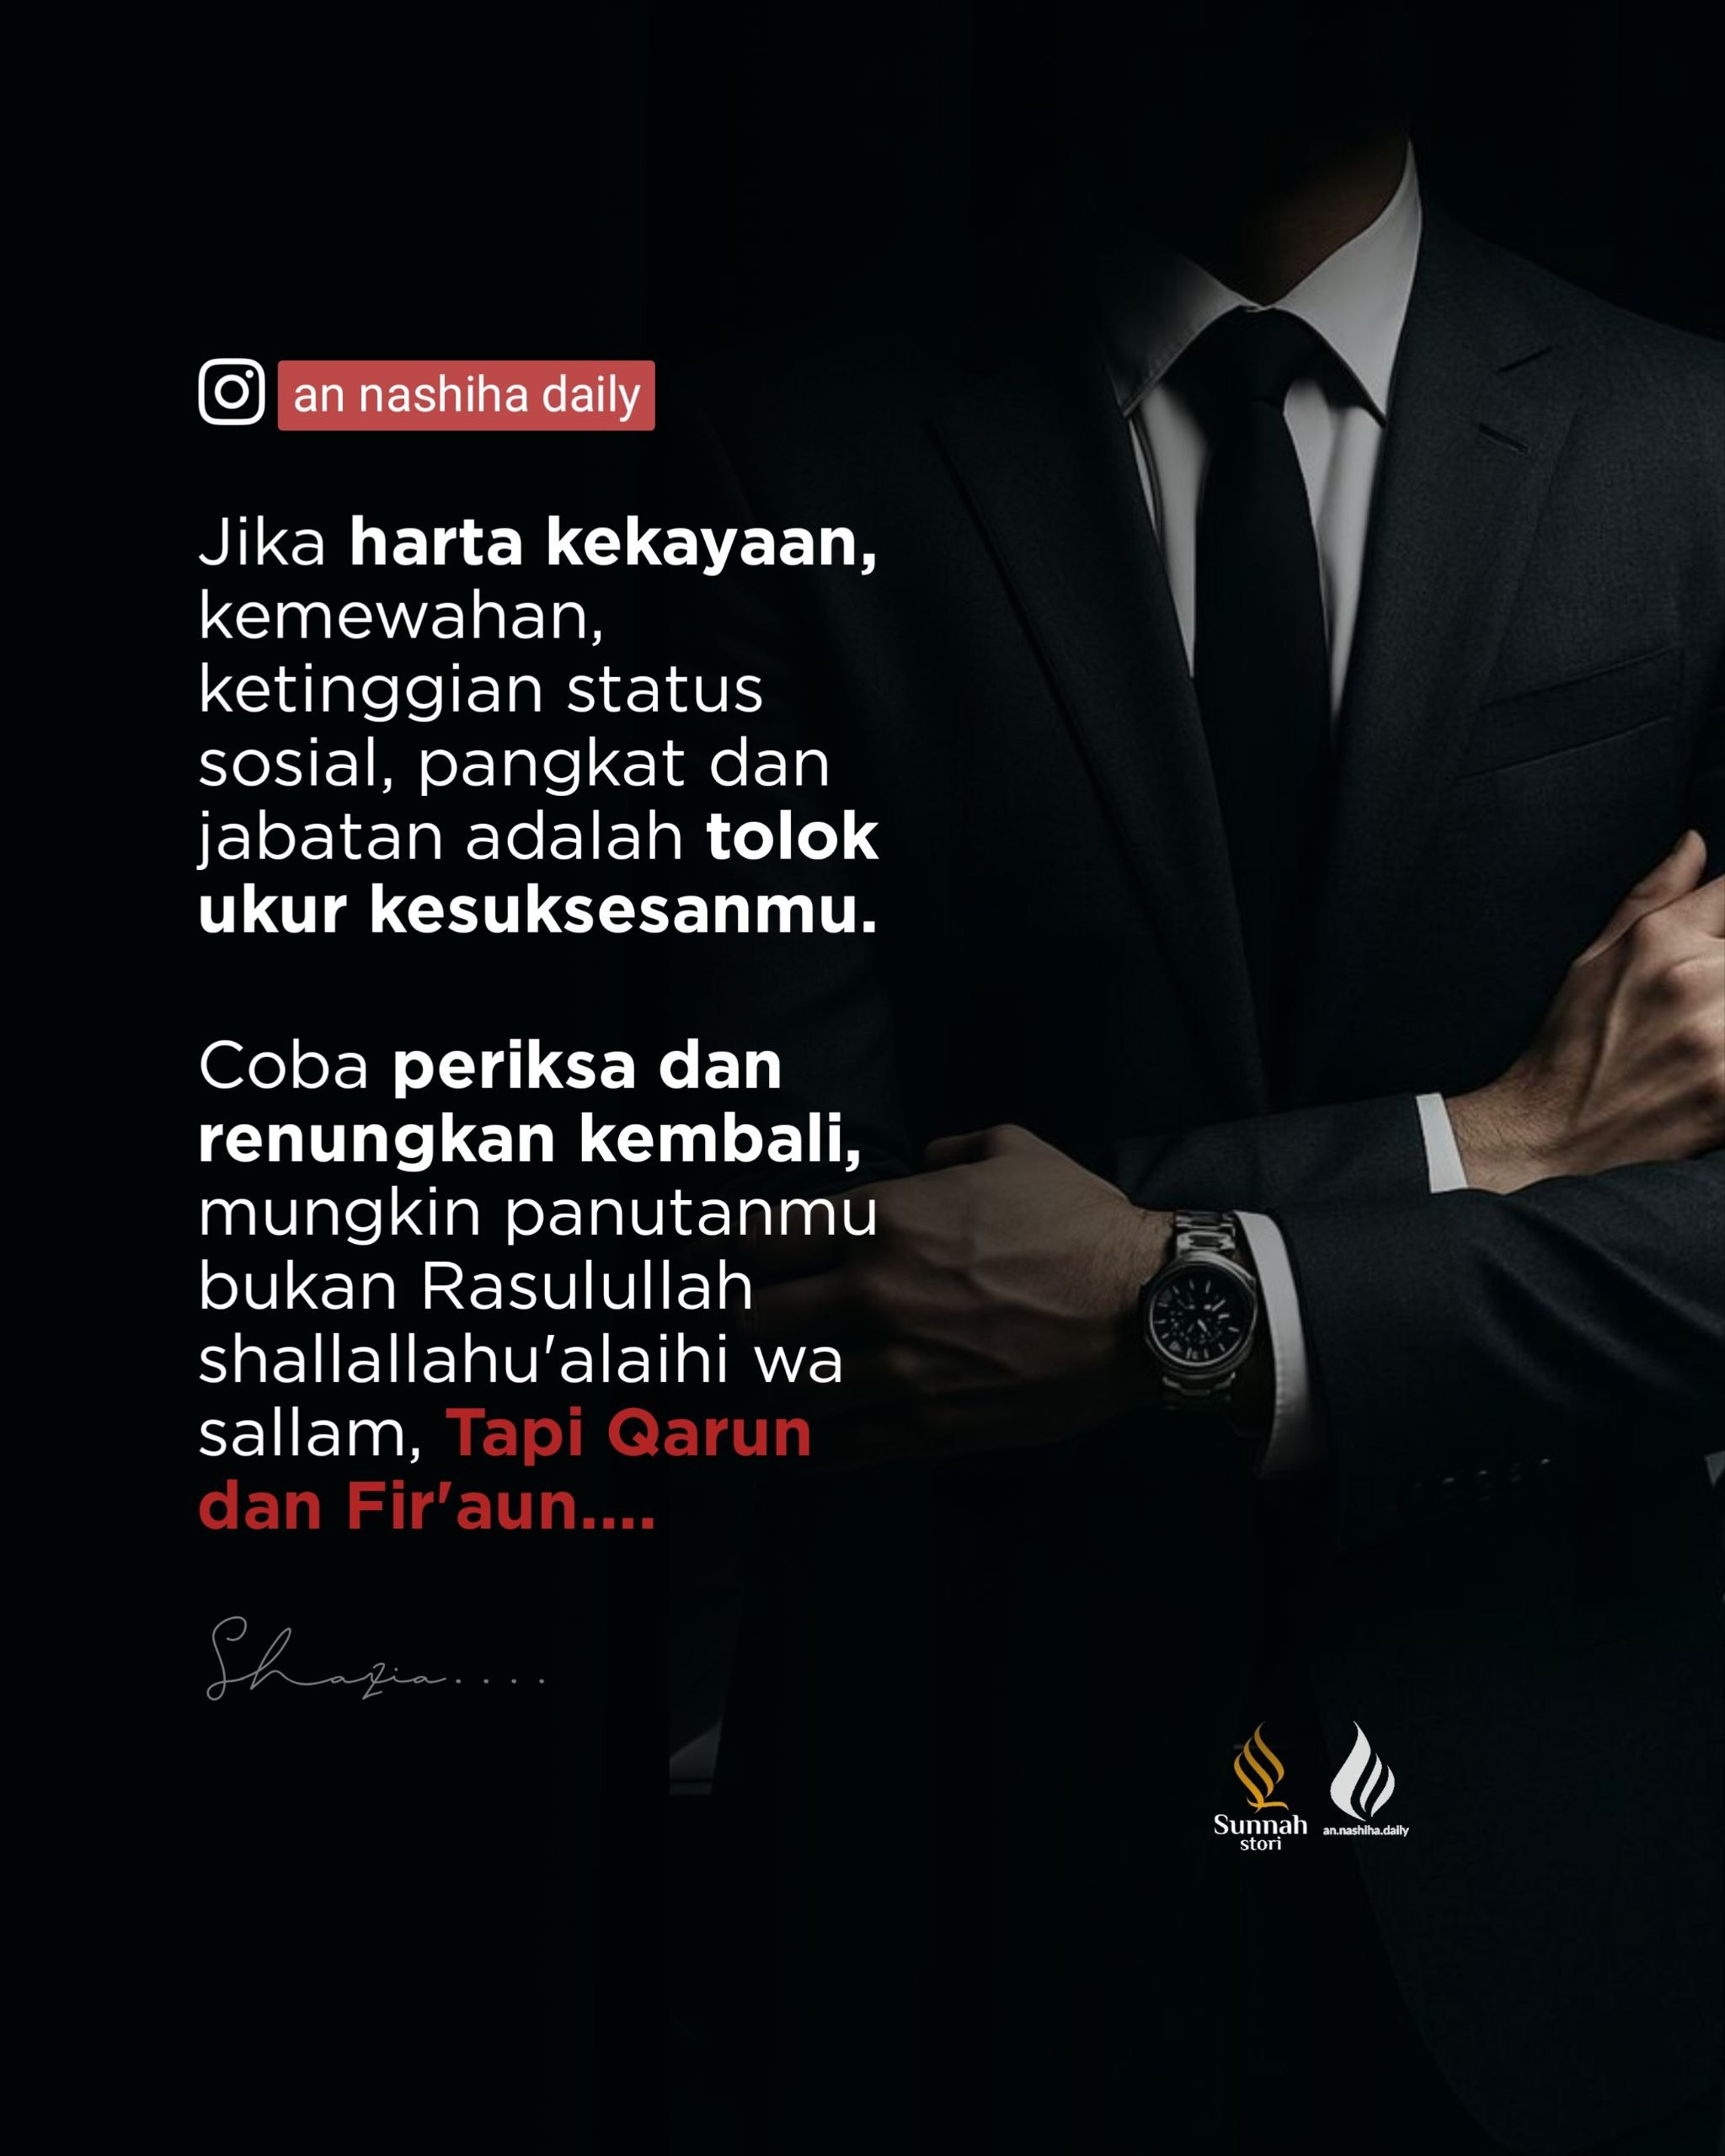 an nashiha daily
Jika harta kekayaan,
kemewahan,
ketinggian status
sosial, pangkat dan
jabatan adalah tolok
ukur kesuksesanmu.
Coba periksa dan
renungkan kembali,
mungkin panutanmu
bukan Rasulullah
shallallahu'alaihi wa
sallam, Tapi Qarun
dan Fir'aun....
Shazia....
Sunnah
stori
an.nashiha.daily